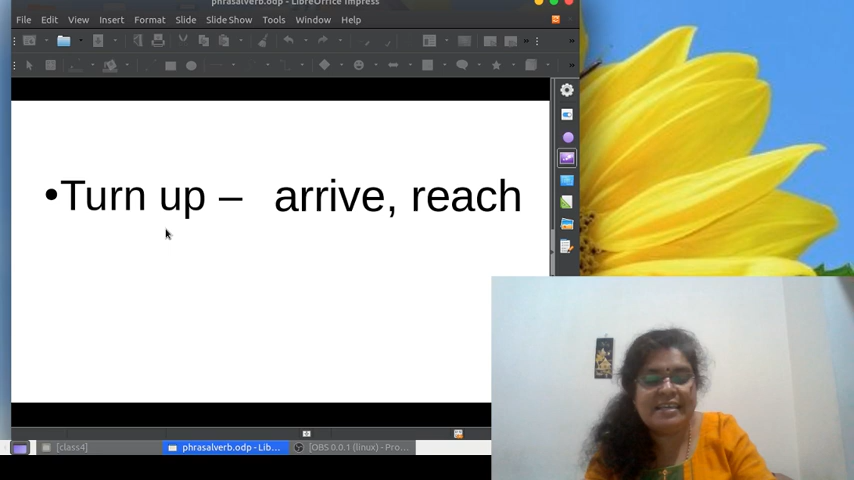 phrasalverb.odp - LibreOffice Impress
File Edit View Insert Format Slide Slide Show Tools Window Help
•Turn up – arrive, reach
[class4] phrasalverb.odp - Lib... [OBS 0.0.1 (linux) - Pro...